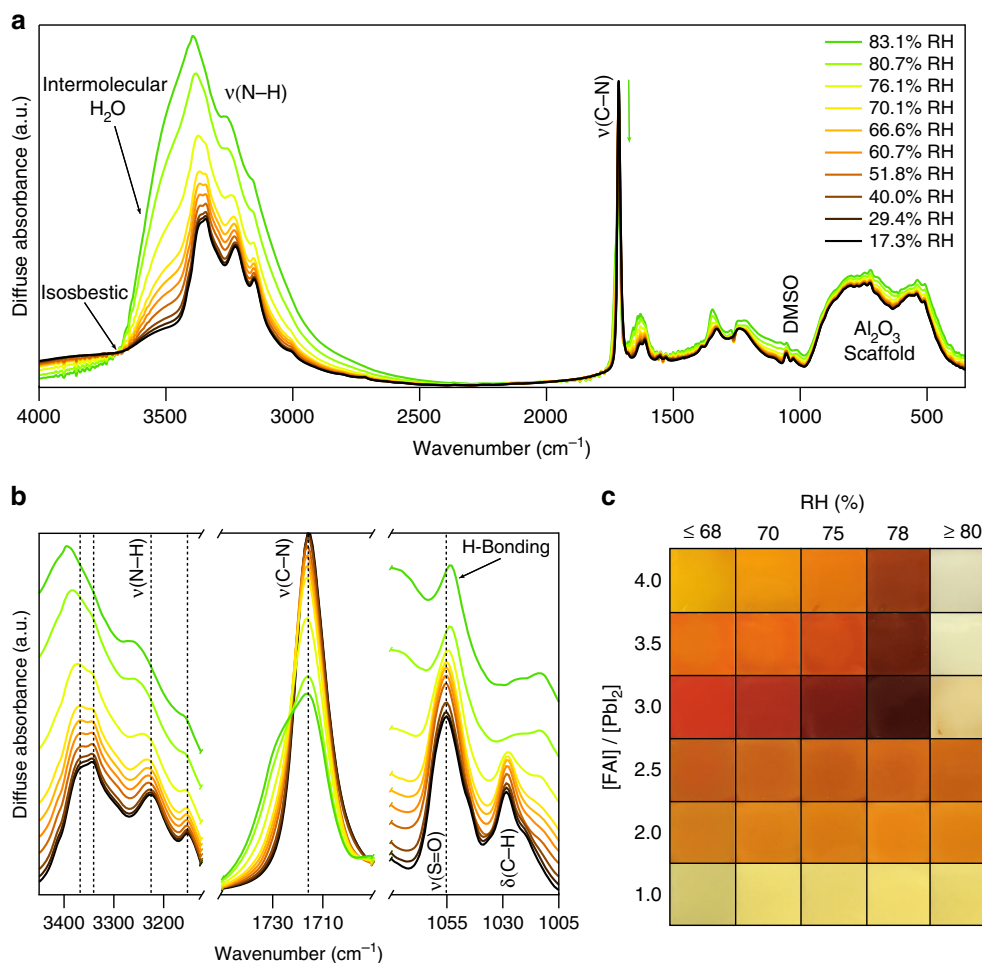 a
Diffuse absorbance (a.u.)
Intermolecular
H₂O
Isosbestic
ν(N–H)
ν(C–N)
DMSO
Al₂O₃
Scaffold
83.1% RH
80.7% RH
76.1% RH
70.1% RH
66.6% RH
60.7% RH
51.8% RH
40.0% RH
29.4% RH
17.3% RH
4000 3500 3000 2500 2000 1500 1000 500
Wavenumber (cm⁻¹)
b
Diffuse absorbance (a.u.)
ν(N–H)
ν(C–N)
H-Bonding
ν(S=O)
δ(C–H)
3400 3300 3200 1730 1710 1055 1030 1005
Wavenumber (cm⁻¹)
c
RH (%)
≤ 68 70 75 78 ≥ 80
[FAI] / [PbI₂]
4.0
3.5
3.0
2.5
2.0
1.0